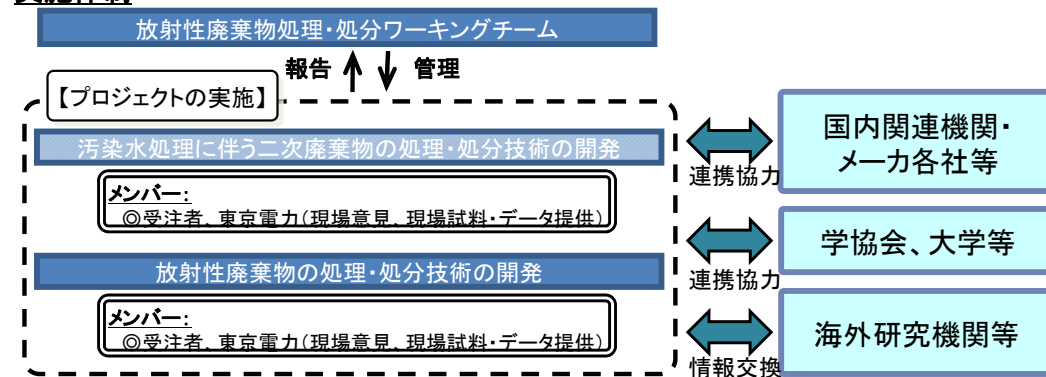 放射性廃棄物処理・処分ワーキングチーム
報告
管理
【プロジェクトの実施】
汚染水処理に伴う二次廃棄物の処理・処分技術の開発
メンバー:
◎受注者、東京電力(現場意見、現場試料・データ提供)
放射性廃棄物の処理・処分技術の開発
メンバー:
◎受注者、東京電力(現場意見、現場試料・データ提供)
連携協力
国内関連機関・
メーカ各社等
連携協力
学協会、大学等
情報交換
海外研究機関等